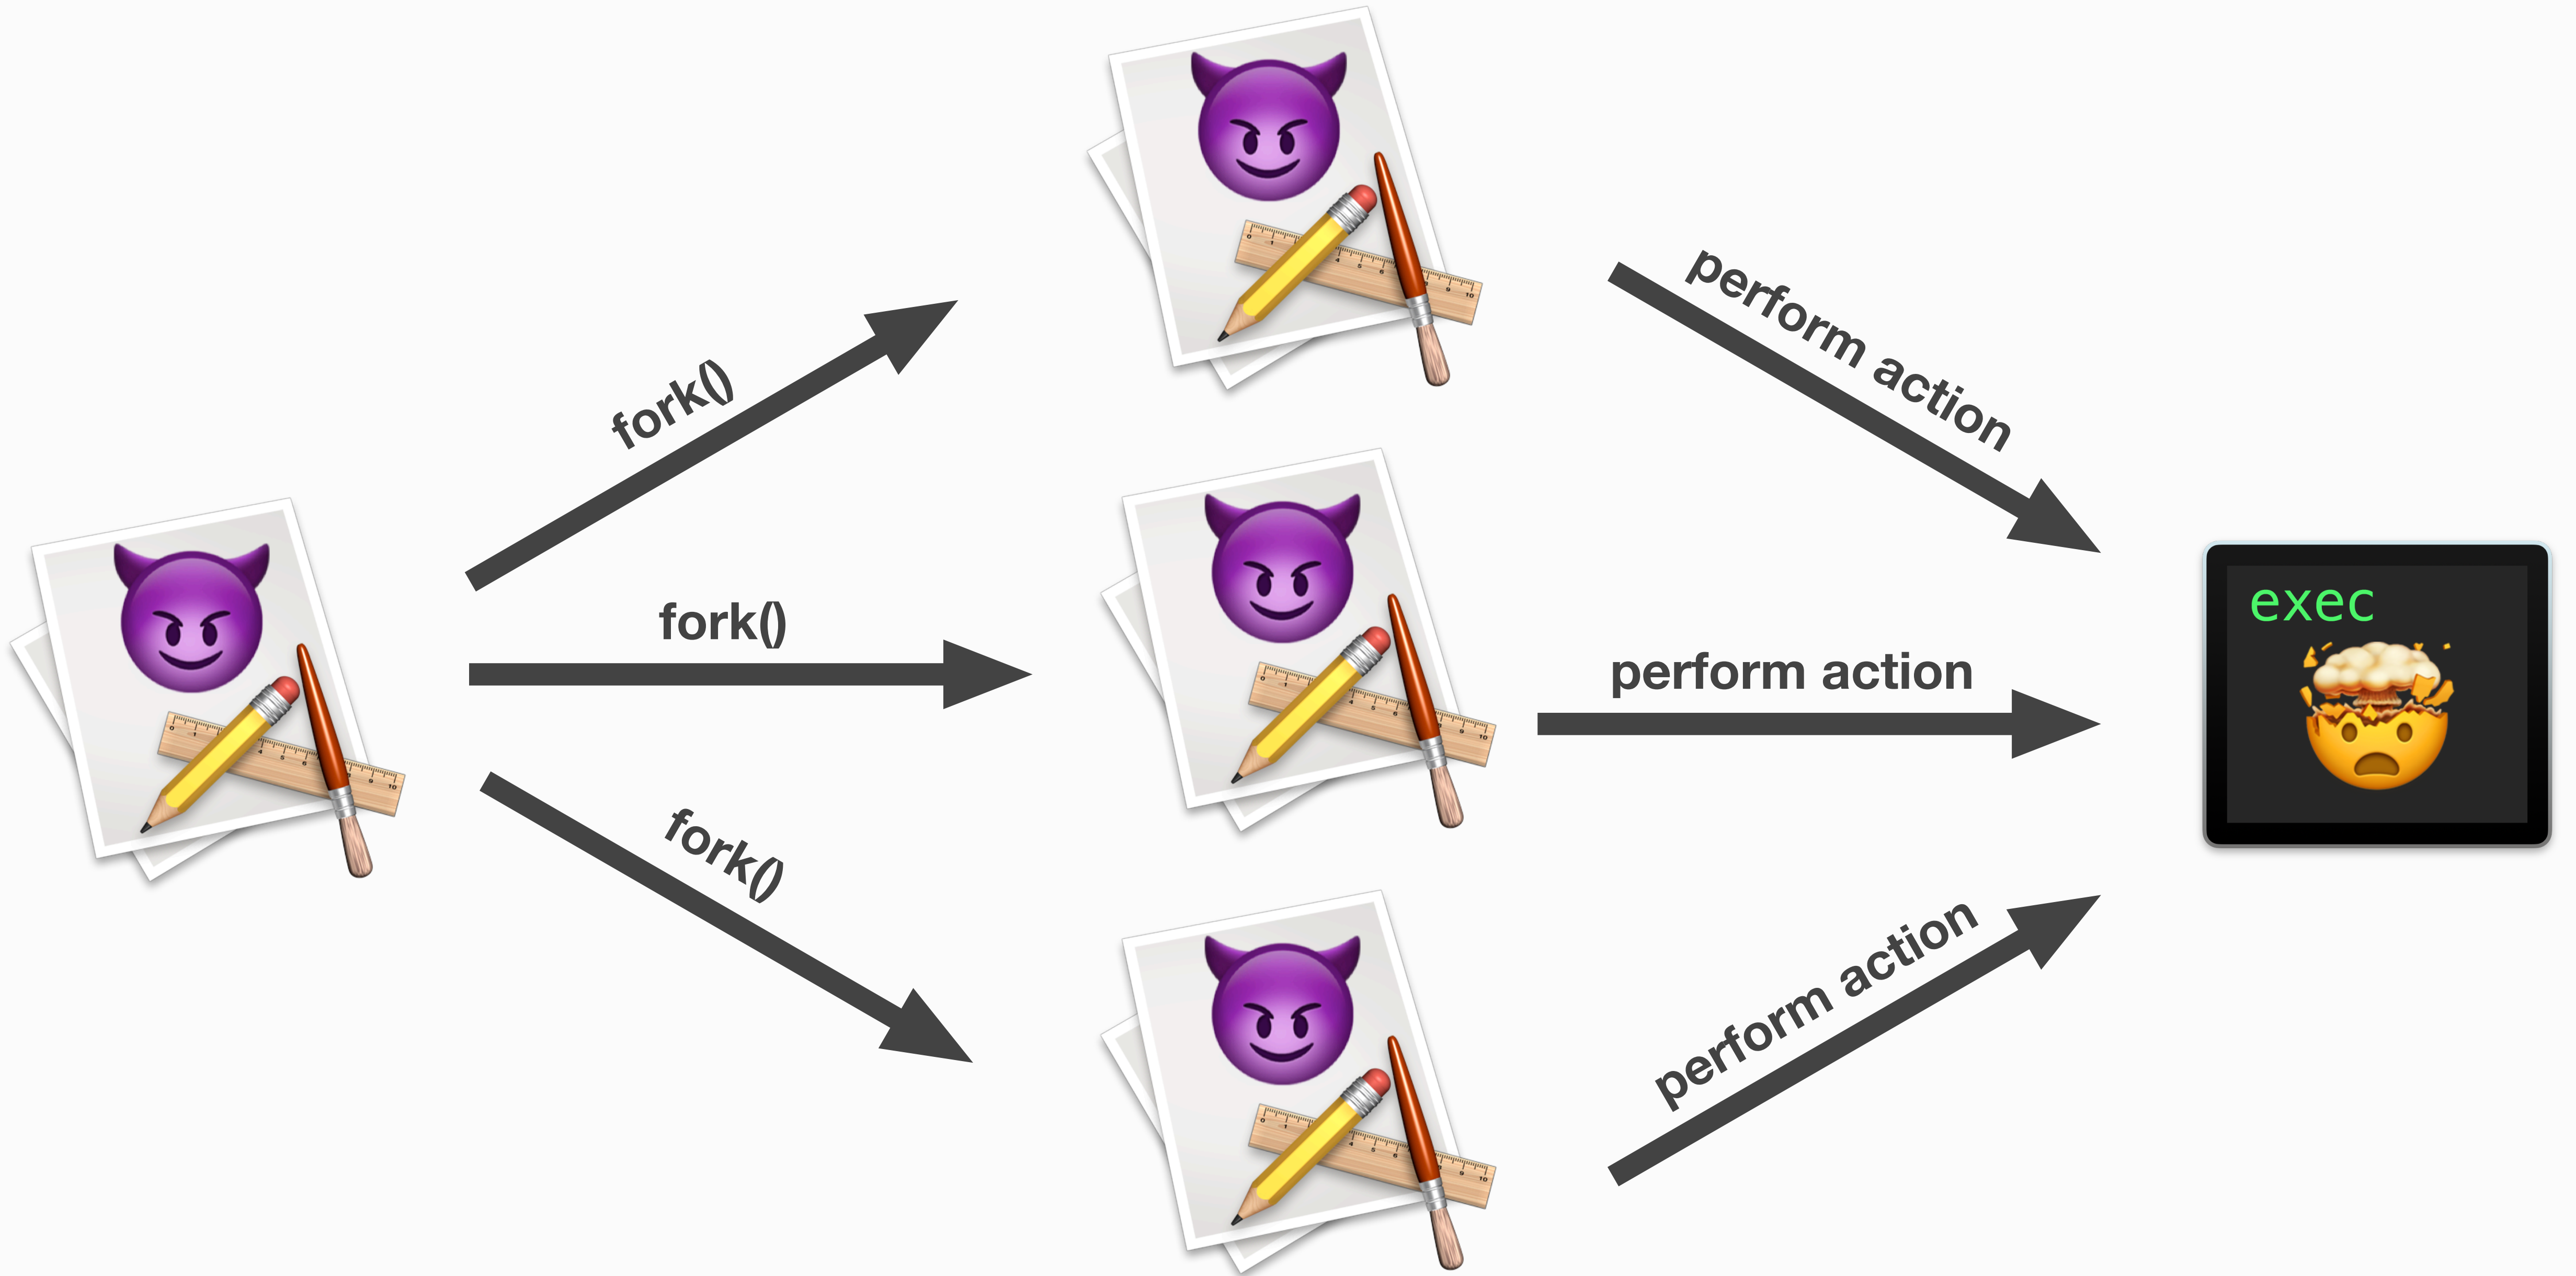 fork()
perform action
fork()
perform action
exec
fork()
perform action